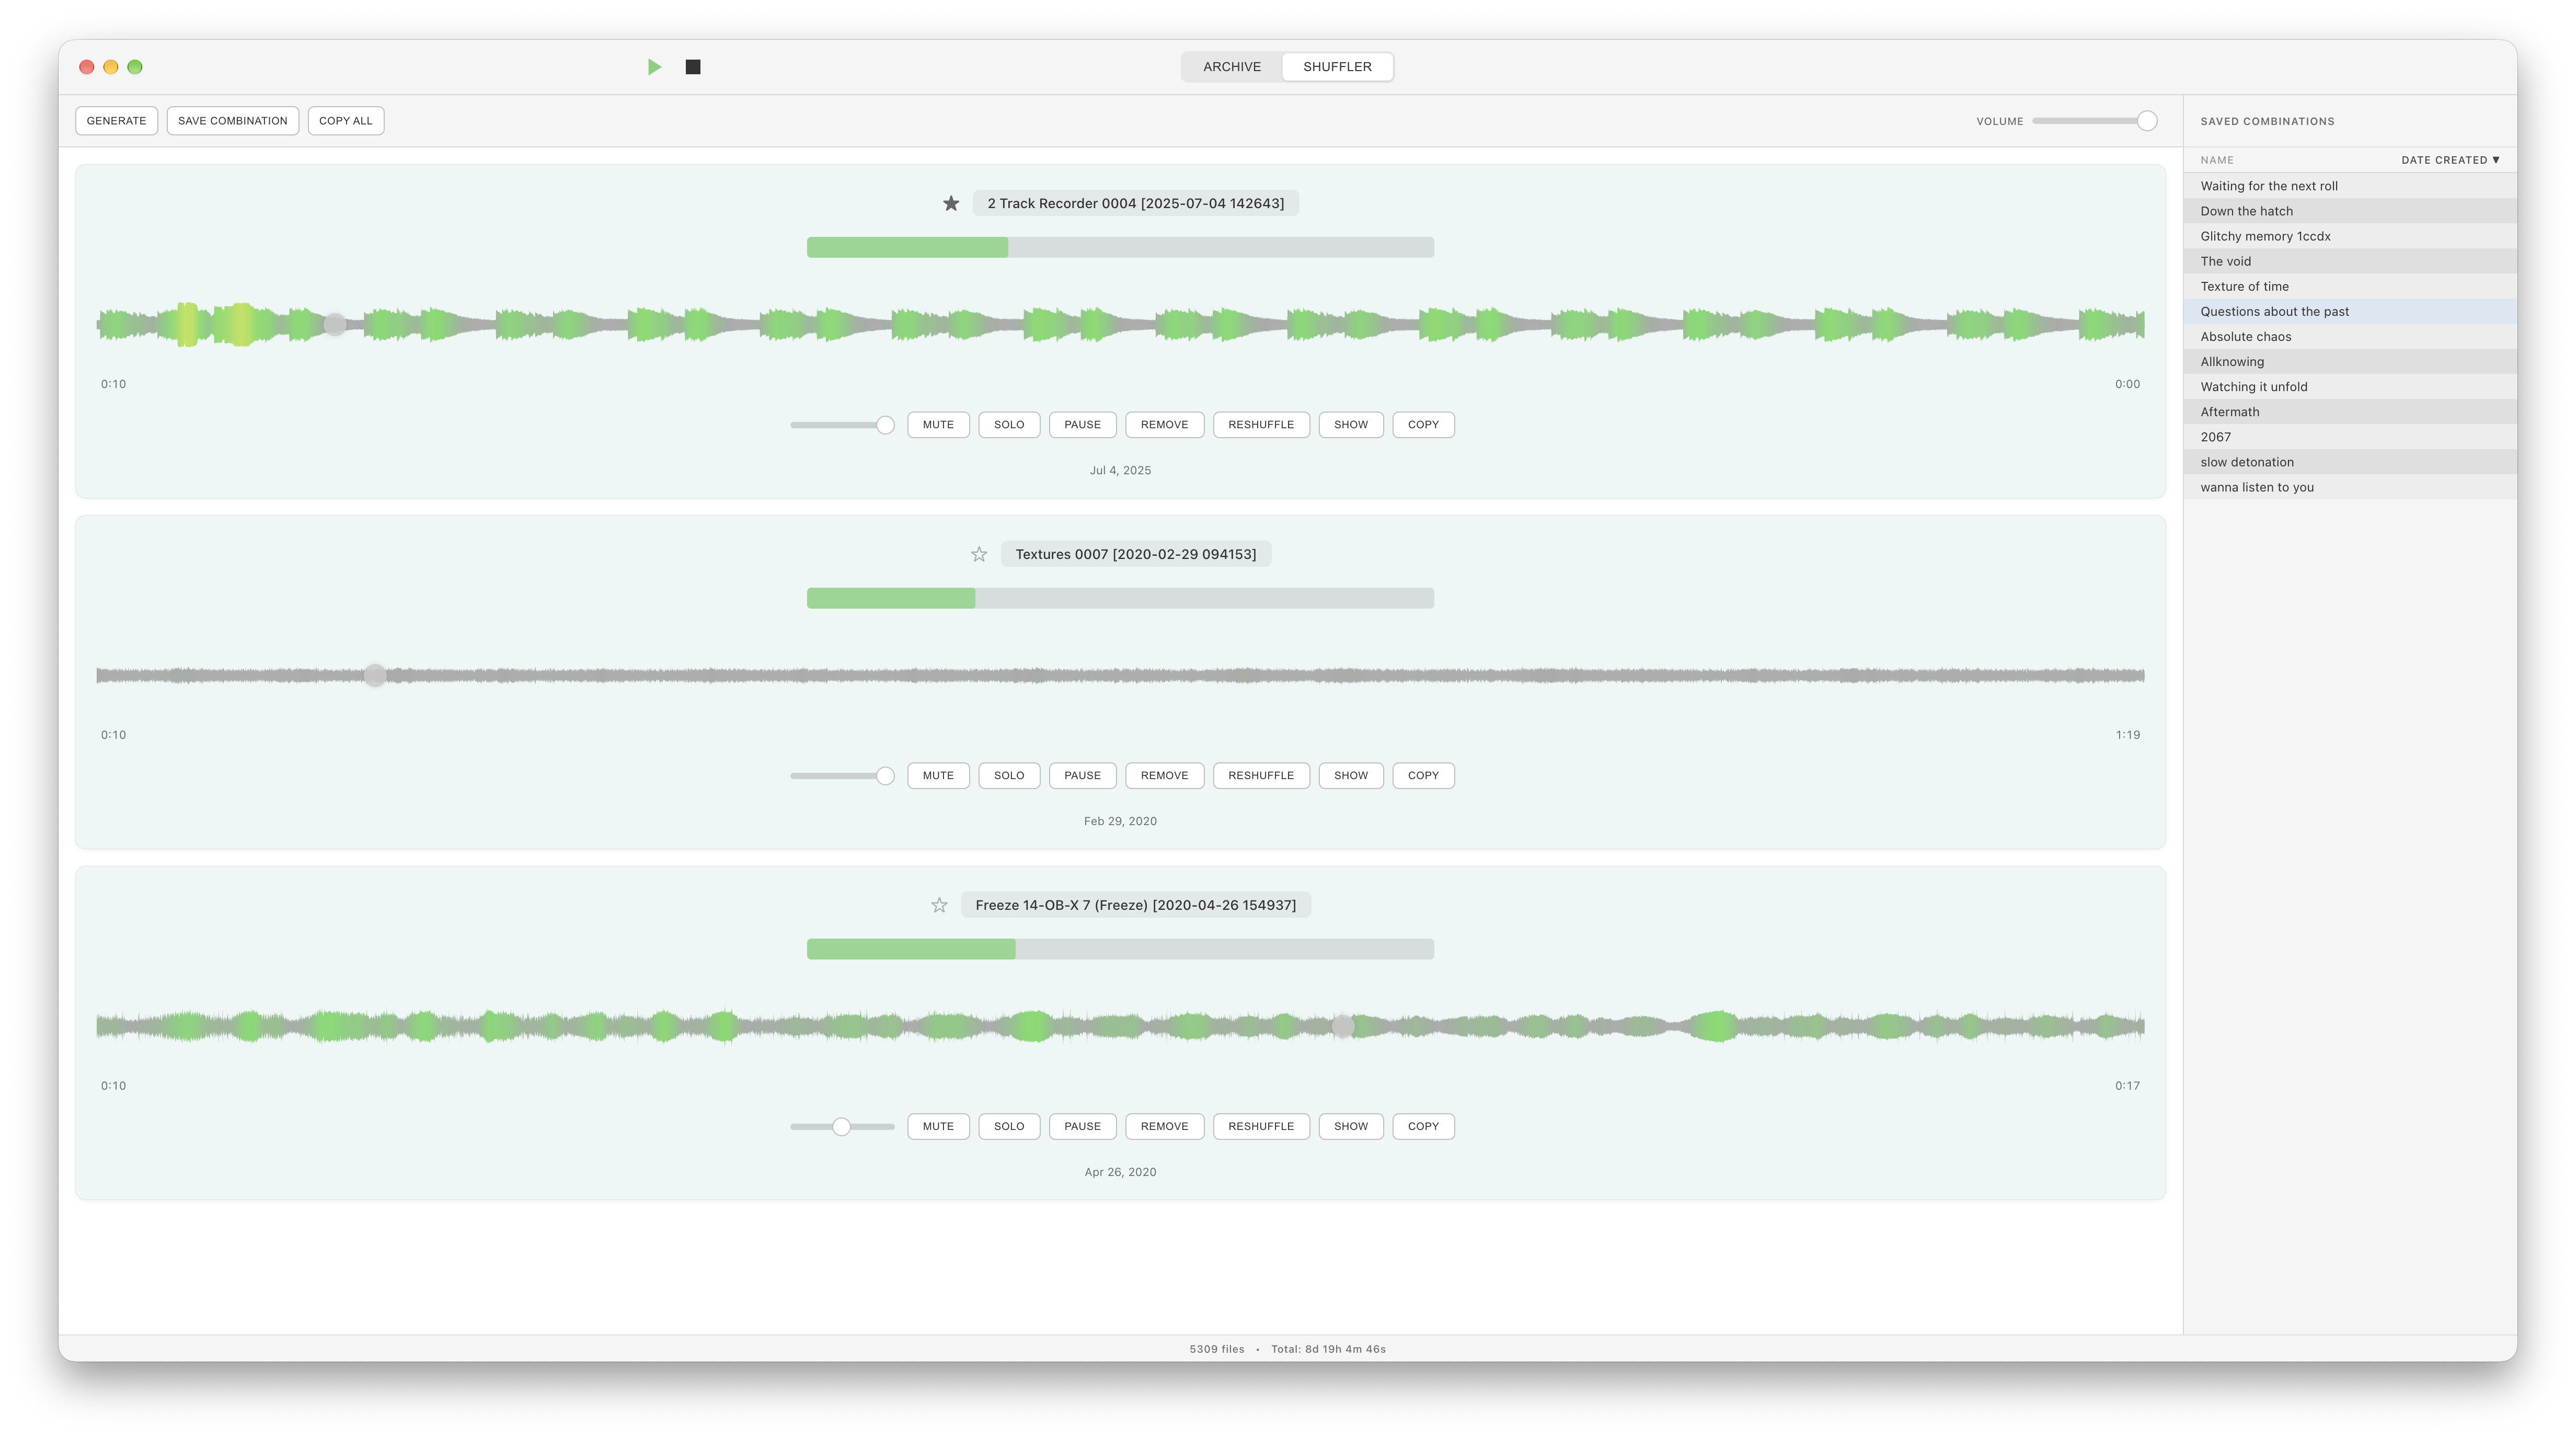 ARCHIVE SHUFFLER
GENERATE SAVE COMBINATION COPY ALL VOLUME
2 Track Recorder 0004 [2025-07-04 142643]
0:10 0:00
MUTE SOLO PAUSE REMOVE RESHUFFLE SHOW COPY
Jul 4, 2025
Textures 0007 [2020-02-29 094153]
0:10 1:19
MUTE SOLO PAUSE REMOVE RESHUFFLE SHOW COPY
Feb 29, 2020
Freeze 14-OB-X 7 (Freeze) [2020-04-26 154937]
0:10 0:17
MUTE SOLO PAUSE REMOVE RESHUFFLE SHOW COPY
Apr 26, 2020
SAVED COMBINATIONS
NAME DATE CREATED ▼
Waiting for the next roll
Down the hatch
Glitchy memory 1ccdx
The void
Texture of time
Questions about the past
Absolute chaos
Allknowing
Watching it unfold
Aftermath
2067
slow detonation
wanna listen to you
5309 files • Total: 8d 19h 4m 46s